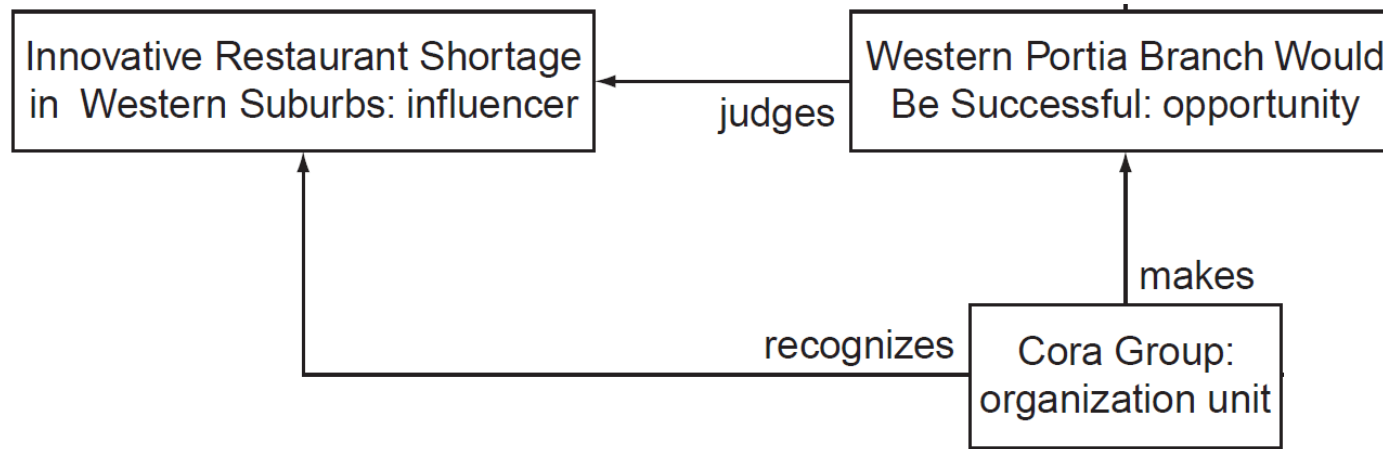 Innovative Restaurant Shortage
in Western Suburbs: influencer
judges
Western Portia Branch Would
Be Successful: opportunity
makes
recognizes
Cora Group:
organization unit